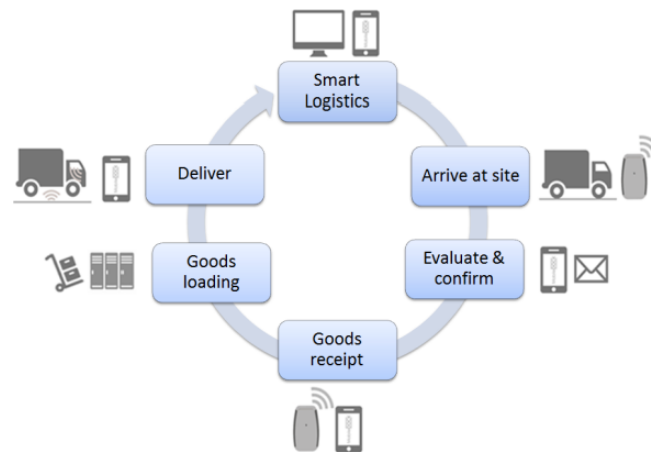 Smart
Logistics
Arrive at site
Evaluate &
confirm
Goods
receipt
Goods
loading
Deliver